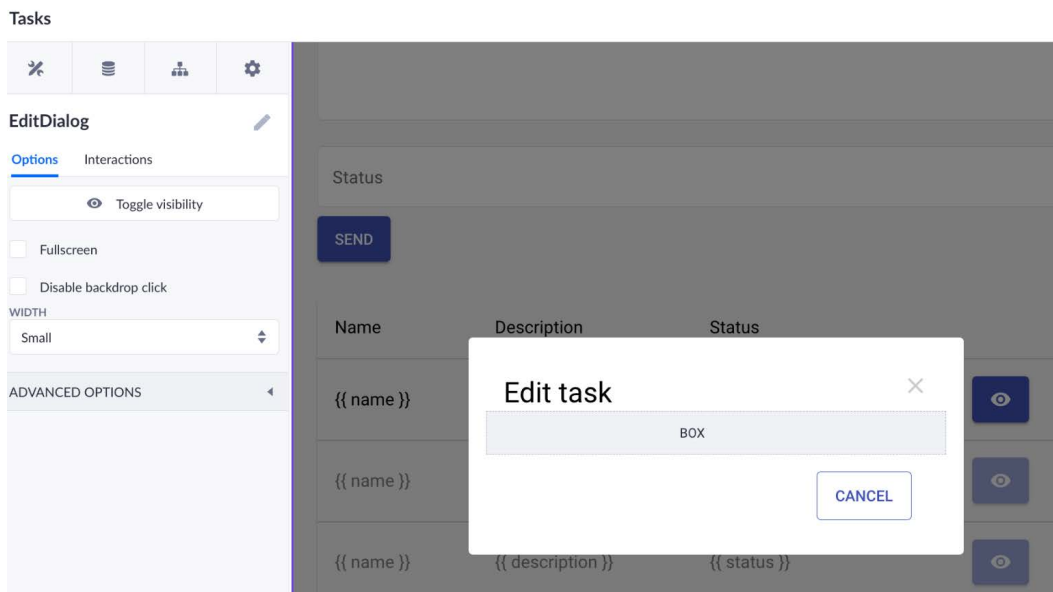 Tasks
EditDialog
Options Interactions
Toggle visibility
Fullscreen
Disable backdrop click
WIDTH
Small
ADVANCED OPTIONS
Status
SEND
Name Description Status
{{ name }}
{{ name }}
{{ name }} {{ description }} {{ status }}
Edit task
BOX
CANCEL